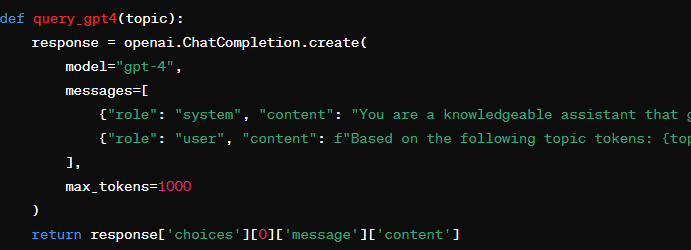 def query_gpt4(topic):
    response = openai.ChatCompletion.create(
        model="gpt-4",
        messages=[
            {"role": "system", "content": "You are a knowledgeable assistant that
            {"role": "user", "content": f"Based on the following topic tokens:
        ],
        max_tokens=1000
    )
    return response['choices'][0]['message']['content']